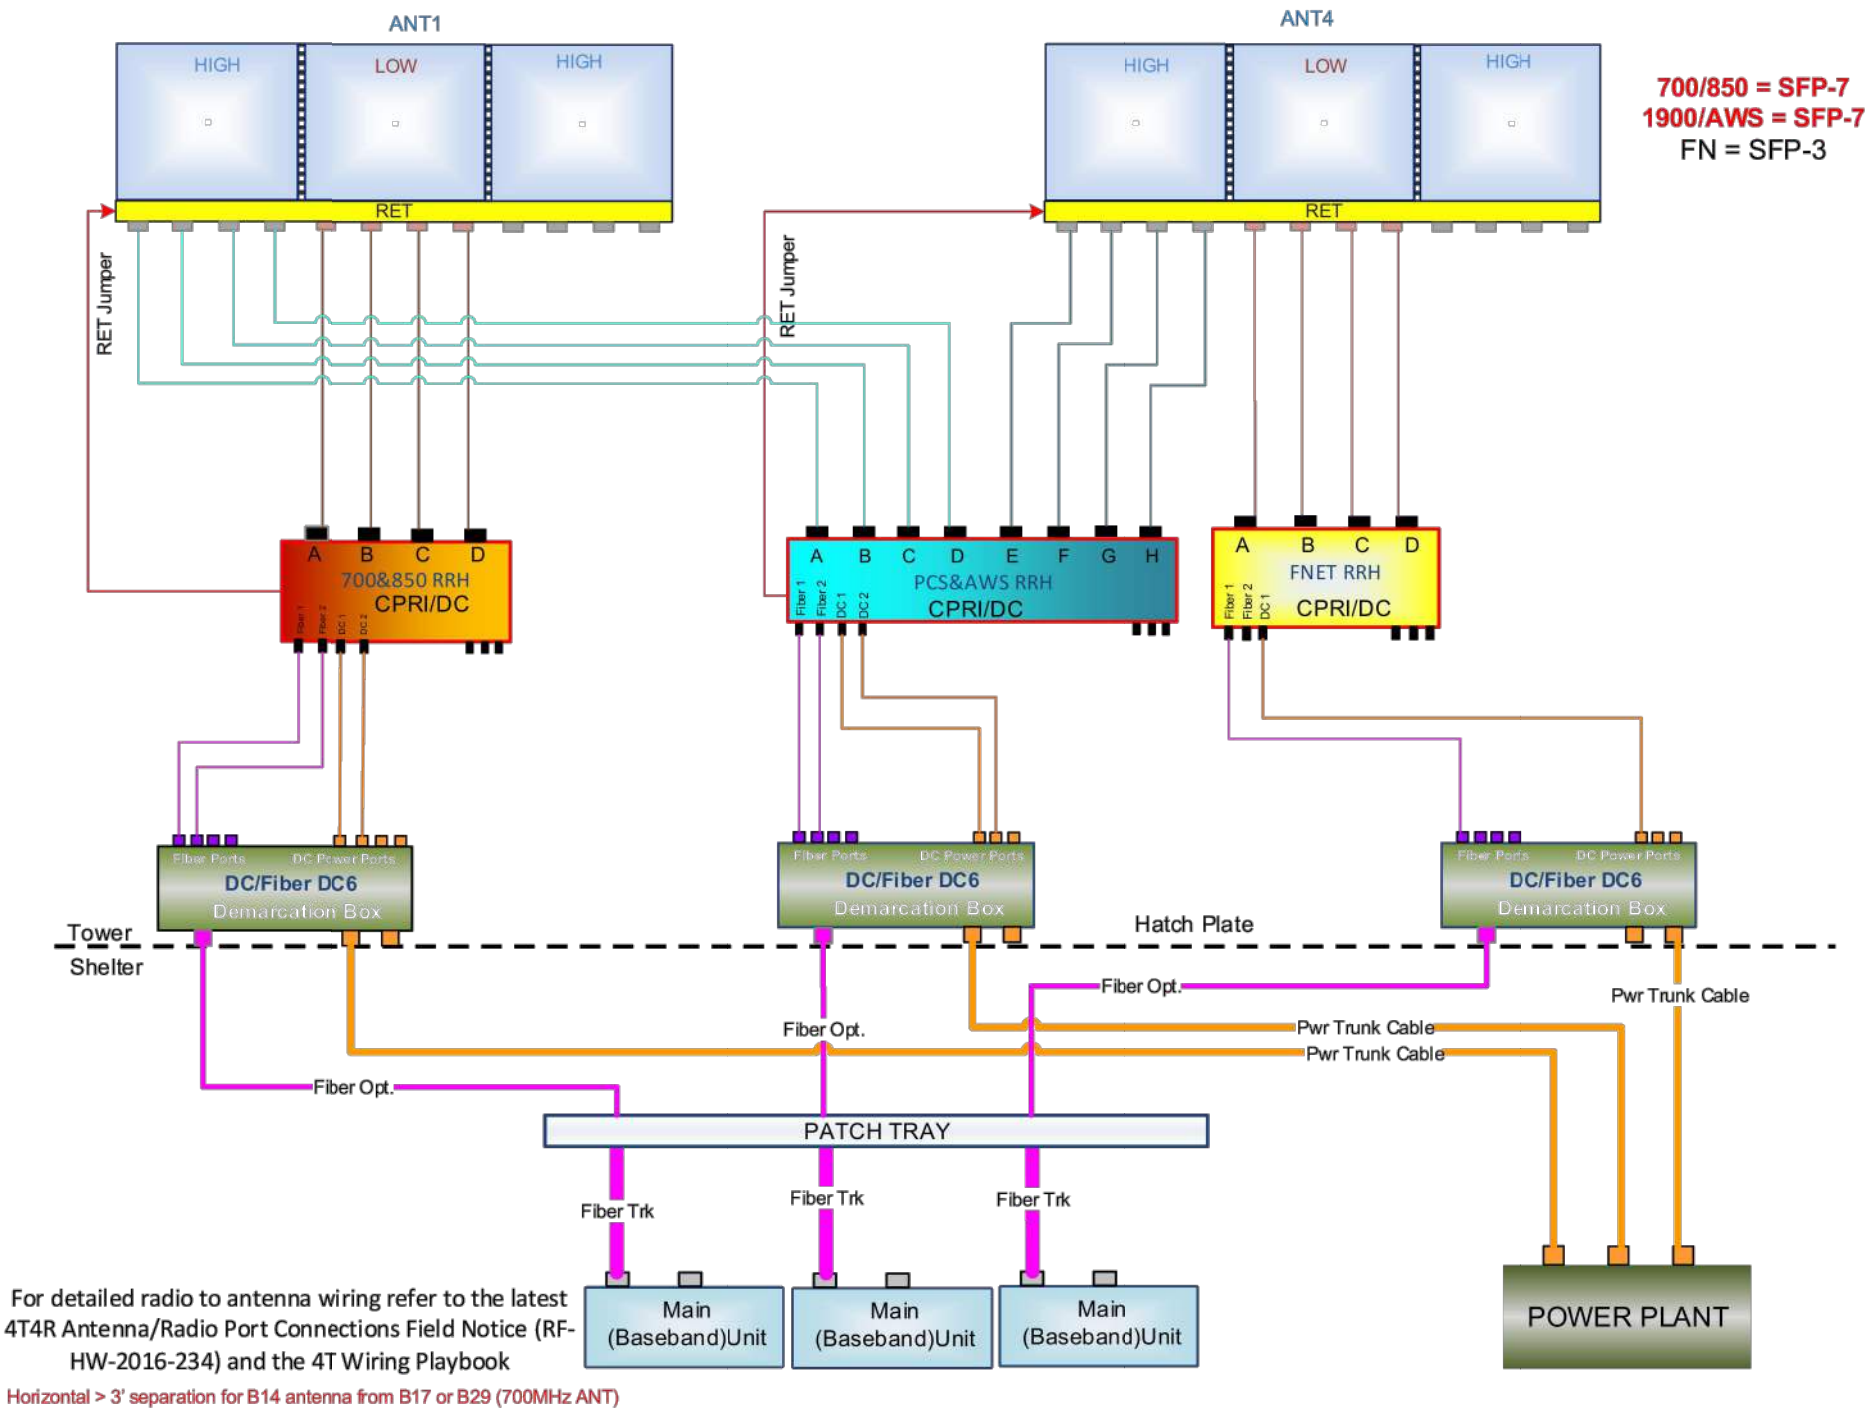 ANT1
ANT4
HIGH
LOW
HIGH
HIGH
LOW
HIGH
700/850 = SFP-7
1900/AWS = SFP-7
FN = SFP-3
RET
RET
RET Jumper
RET Jumper
A B C D
700&850 RRH
CPRI/DC
Fiber 1
Fiber 2
DC 1
DC 2
A B C D E F G H
PCS&AWS RRH
CPRI/DC
Fiber 1
Fiber 2
DC 1
DC 2
A B C D
FNET RRH
CPRI/DC
Fiber 1
Fiber 2
DC 1
Fiber Ports DC Power Ports
DC/Fiber DC6
Demarcation Box
Fiber Ports DC Power Ports
DC/Fiber DC6
Demarcation Box
Fiber Ports DC Power Ports
DC/Fiber DC6
Demarcation Box
Tower
Hatch Plate
Shelter
Fiber Opt.
Pwr Trunk Cable
Fiber Opt.
Pwr Trunk Cable
Pwr Trunk Cable
Fiber Opt.
PATCH TRAY
Fiber Trk
Fiber Trk
Fiber Trk
Main
(Baseband)Unit
Main
(Baseband)Unit
Main
(Baseband)Unit
POWER PLANT
For detailed radio to antenna wiring refer to the latest
4T4R Antenna/Radio Port Connections Field Notice (RF-
HW-2016-234) and the 4T Wiring Playbook
Horizontal > 3' separation for B14 antenna from B17 or B29 (700MHz ANT)